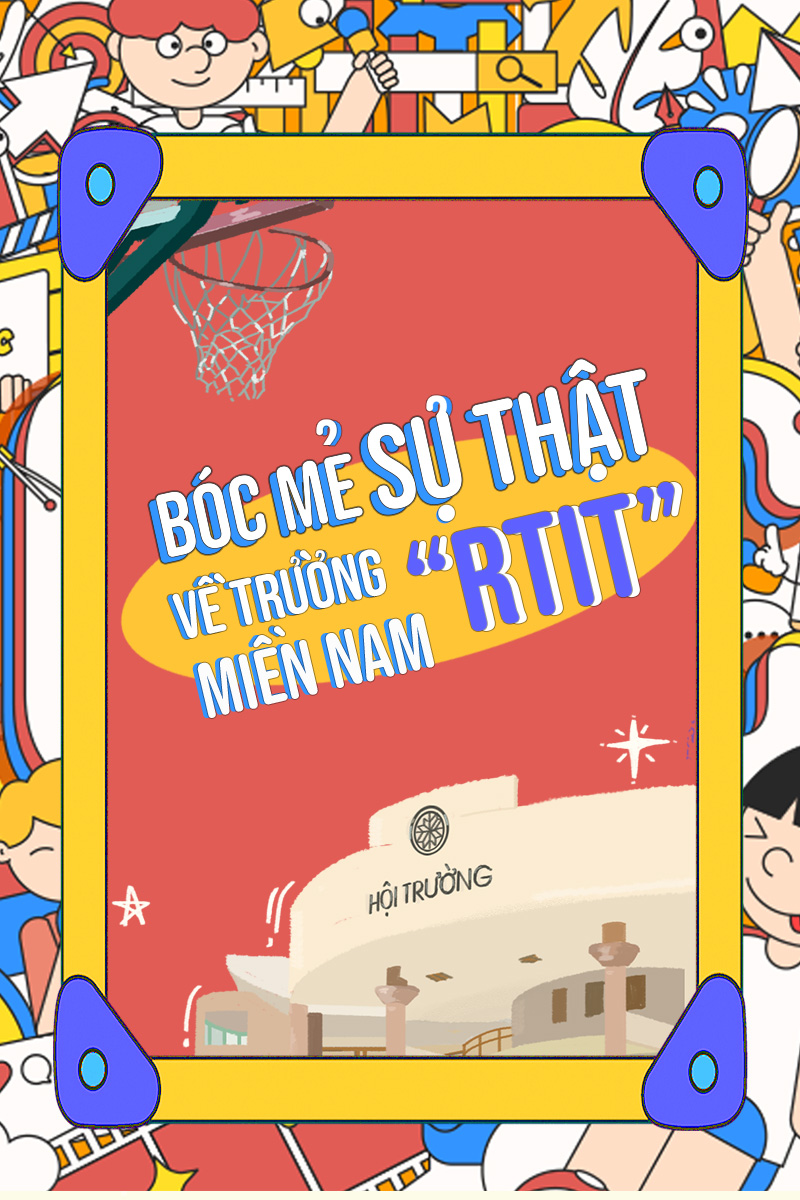 BÓC MẺ SỰ THẬT
VỀ TRƯỜNG "RTIT"
MIỀN NAM
HỘI TRƯỜNG